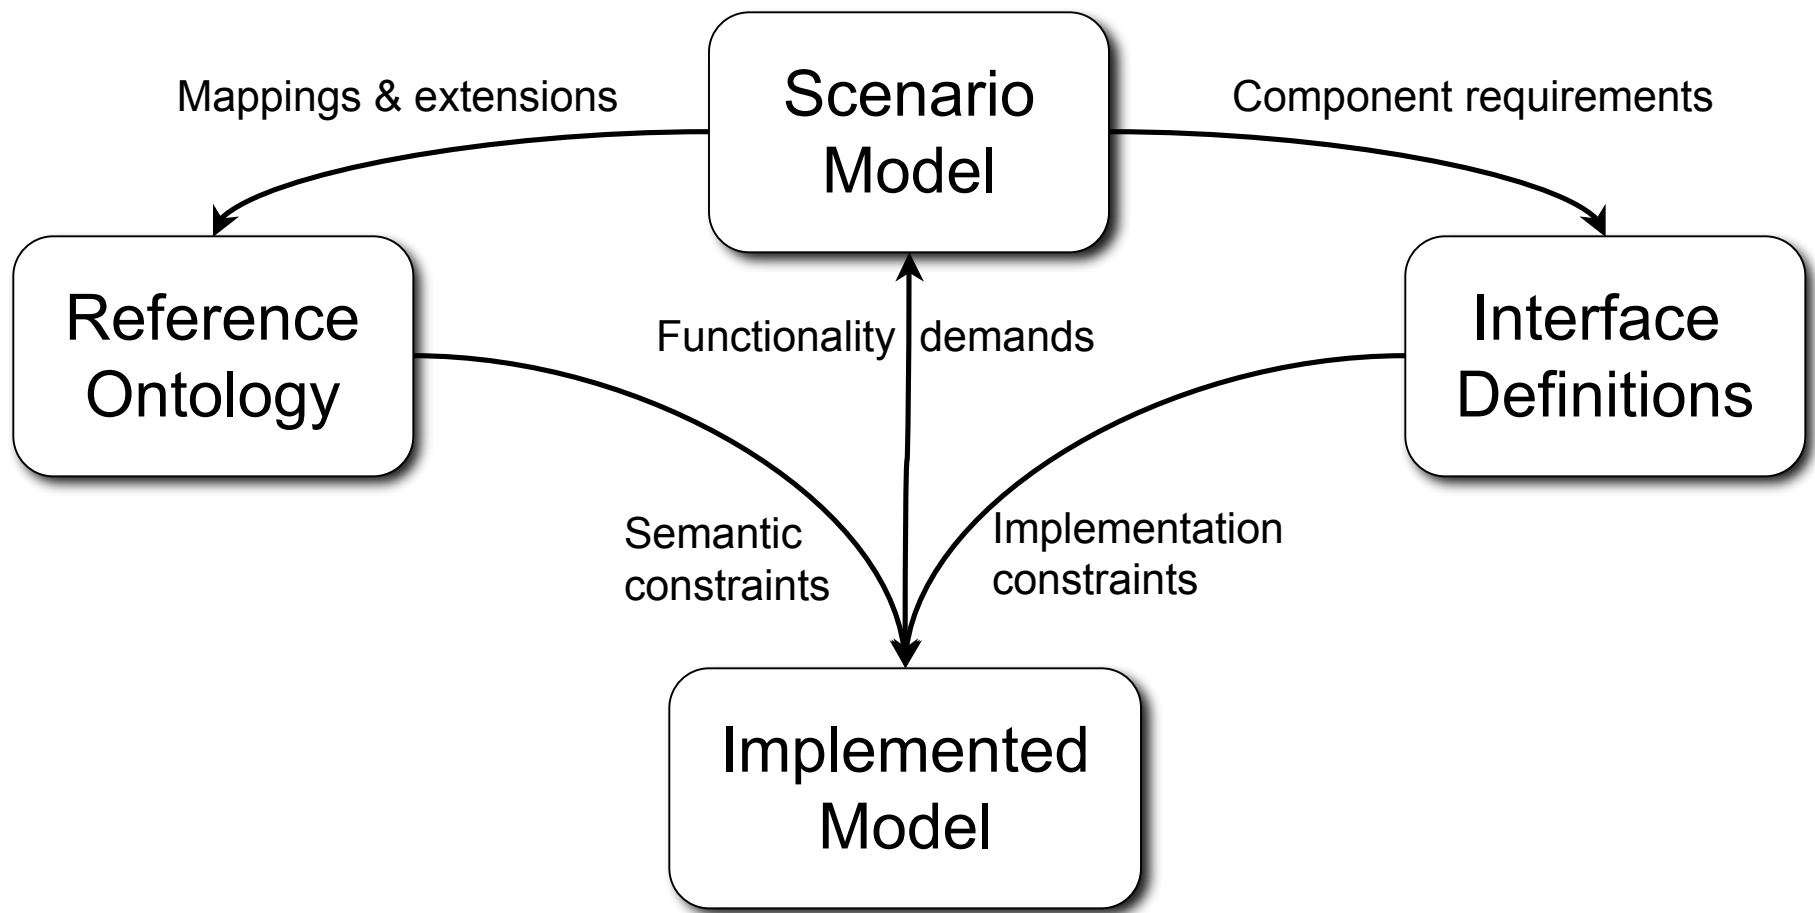 Scenario
Model
Mappings & extensions
Component requirements
Reference
Ontology
Functionality demands
Interface
Definitions
Semantic
constraints
Implementation
constraints
Implemented
Model